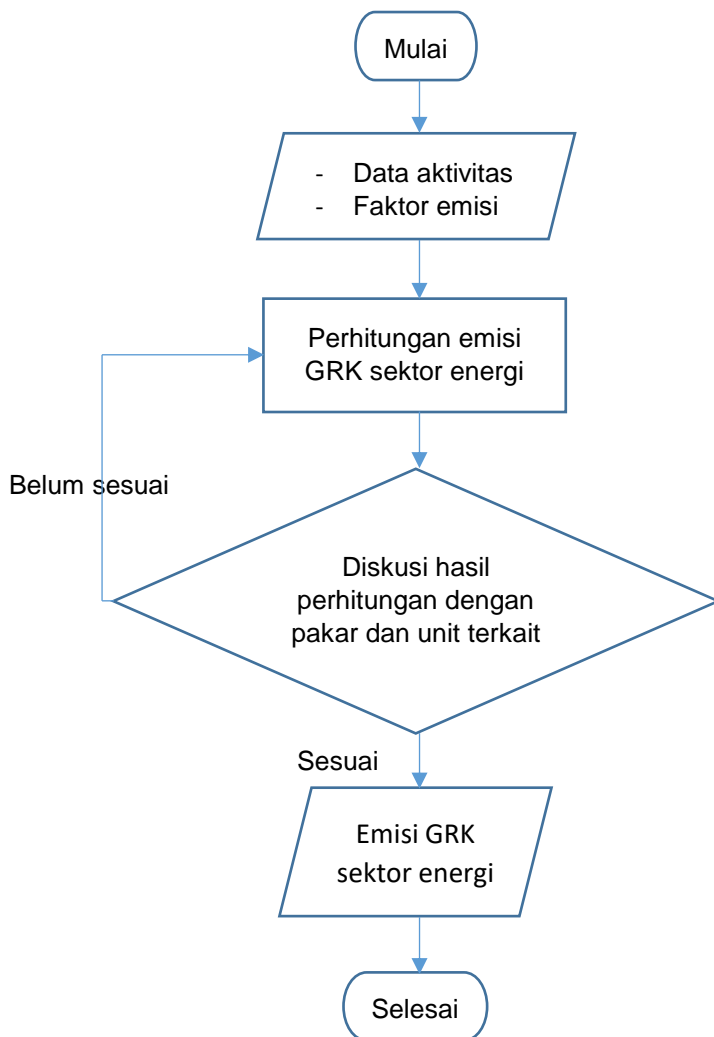 Mulai
- Data aktivitas
- Faktor emisi
Perhitungan emisi
GRK sektor energi
Belum sesuai
Diskusi hasil
perhitungan dengan
pakar dan unit terkait
Sesuai
Emisi GRK
sektor energi
Selesai